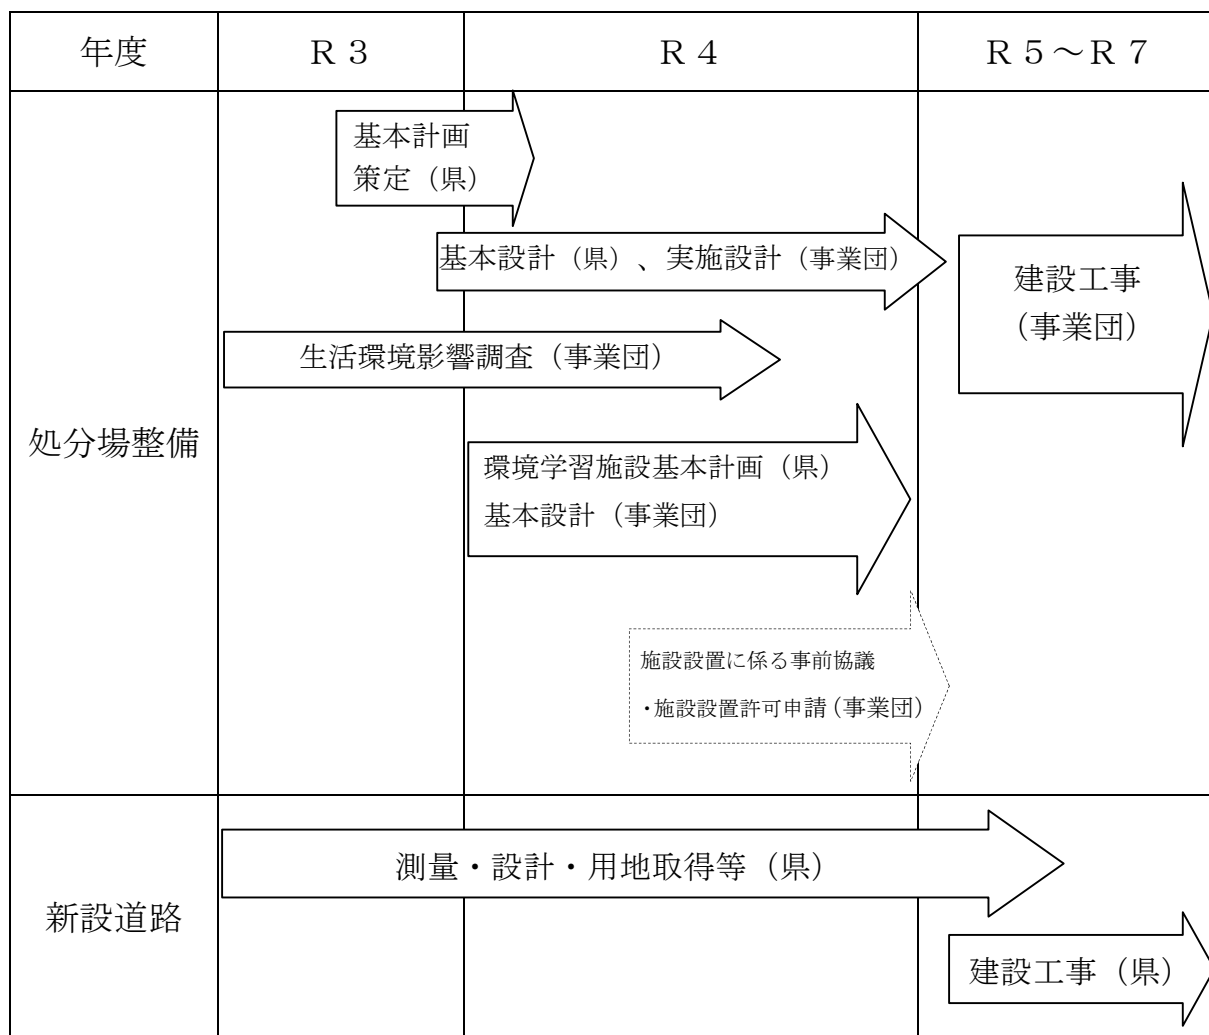 年度
Ｒ３
Ｒ４
Ｒ５～Ｒ７
処分場整備
基本計画
策定（県）
基本設計（県）、実施設計（事業団）
建設工事
（事業団）
生活環境影響調査（事業団）
環境学習施設基本計画（県）
基本設計（事業団）
施設設置に係る事前協議
・施設設置許可申請（事業団）
新設道路
測量・設計・用地取得等（県）
建設工事（県）